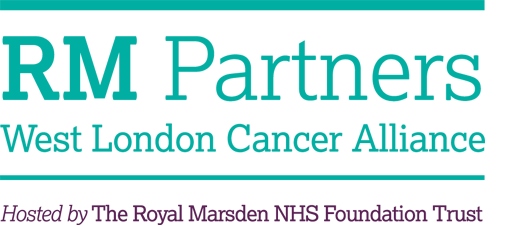 RM Partners
West London Cancer Alliance
Hosted by The Royal Marsden NHS Foundation Trust